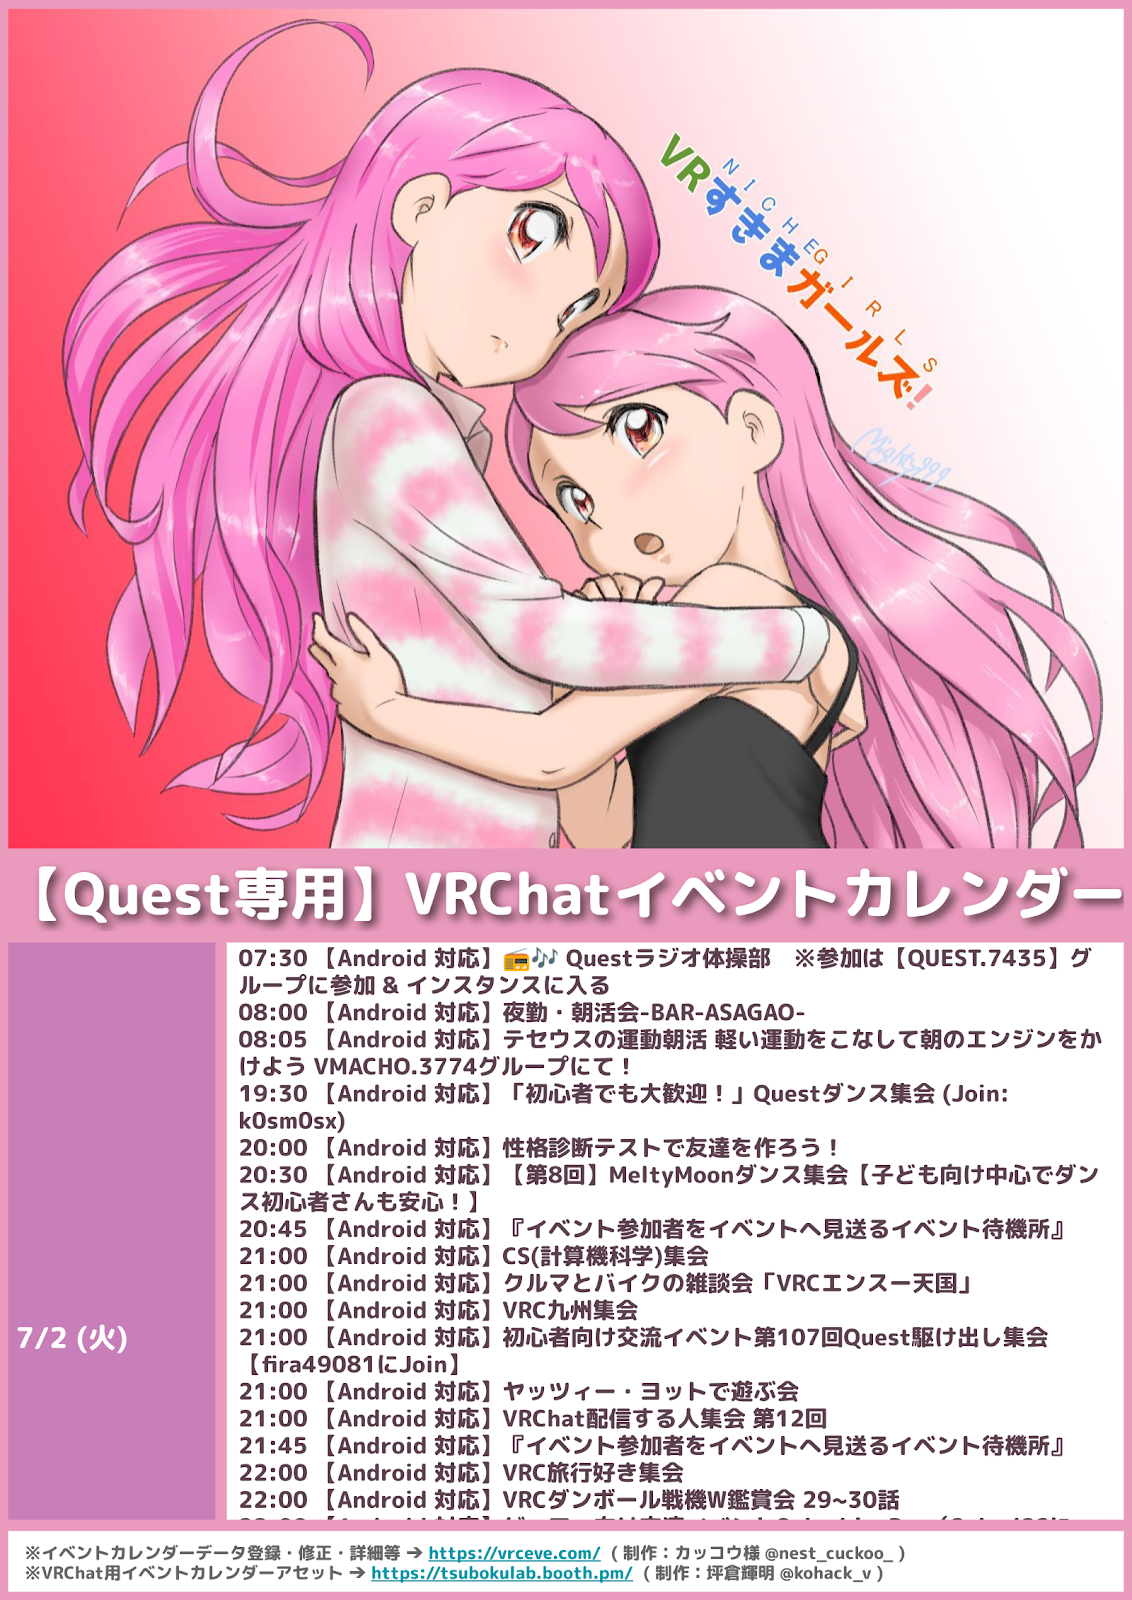 NICHE GIRLS
VRすきまガールズ!
Mighty999
【Quest専用】VRChatイベントカレンダー
7/2 (火)
07:30 【Android 対応】📻🎶 Questラジオ体操部　※参加は【QUEST.7435】グ
ループに参加 & インスタンスに入る
08:00 【Android 対応】夜勤・朝活会-BAR-ASAGAO-
08:05 【Android 対応】テセウスの運動朝活 軽い運動をこなして朝のエンジンをか
けよう VMACHO.3774グループにて！
19:30 【Android 対応】「初心者でも大歓迎！」Questダンス集会 (Join:
k0sm0sx)
20:00 【Android 対応】性格診断テストで友達を作ろう！
20:30 【Android 対応】【第8回】MeltyMoonダンス集会【子ども向け中心でダン
ス初心者さんも安心！】
20:45 【Android 対応】『イベント参加者をイベントへ見送るイベント待機所』
21:00 【Android 対応】CS(計算機科学)集会
21:00 【Android 対応】クルマとバイクの雑談会「VRCエンスー天国」
21:00 【Android 対応】VRC九州集会
21:00 【Android 対応】初心者向け交流イベント第107回Quest駆け出し集会
【fira49081にJoin】
21:00 【Android 対応】ヤッツィー・ヨットで遊ぶ会
21:00 【Android 対応】VRChat配信する人集会 第12回
21:45 【Android 対応】『イベント参加者をイベントへ見送るイベント待機所』
22:00 【Android 対応】VRC旅行好き集会
22:00 【Android 対応】VRCダンボール戦機W鑑賞会 29~30話
※イベントカレンダーデータ登録・修正・詳細等 → https://vrceve.com/ ( 制作：カッコウ様 @nest_cuckoo_ )
※VRChat用イベントカレンダーアセット → https://tsubokulab.booth.pm/ ( 制作：坪倉輝明 @kohack_v )